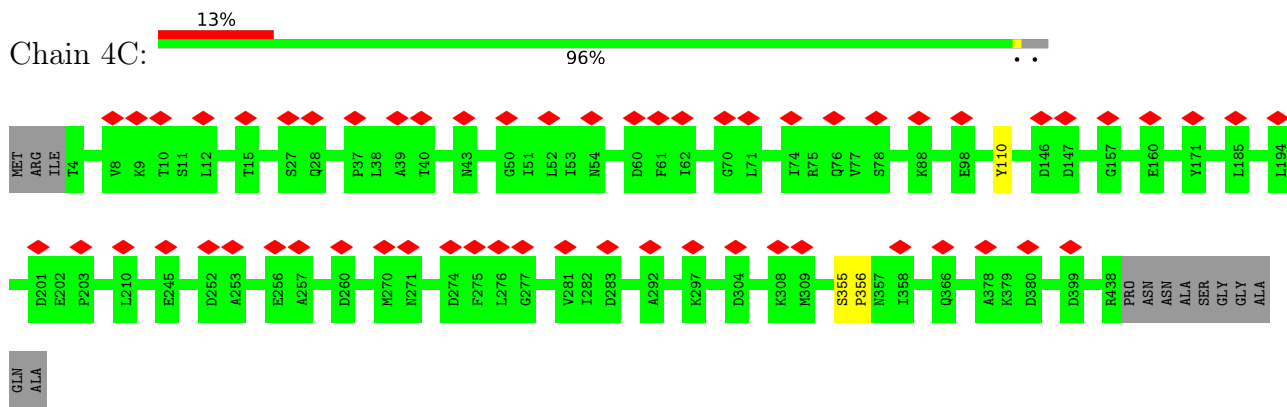 13%
Chain 4C:
96%
• •
MET ARG ILE T4 V8 K9 T10 S11 L12 T15 S27 Q28 P37 L38 A39 T40 N43 G50 I51 L52 I53 N54 D60 F61 I62 G70 L71 I74 R75 Q76 V77 S78 K88 E98 Y110 D146 D147 G157 E160 Y171 L185 L194
D201 E202 P203 L210 E245 D252 A253 E256 A257 D260 M270 N271 D274 F275 L276 G277 V281 I282 D283 A292 K297 D304 K308 M309 S355 P356 N357 I358 Q366 A378 K379 D380 D399 R438 PRO ASN ASN ALA SER GLY GLY ALA
GLN ALA